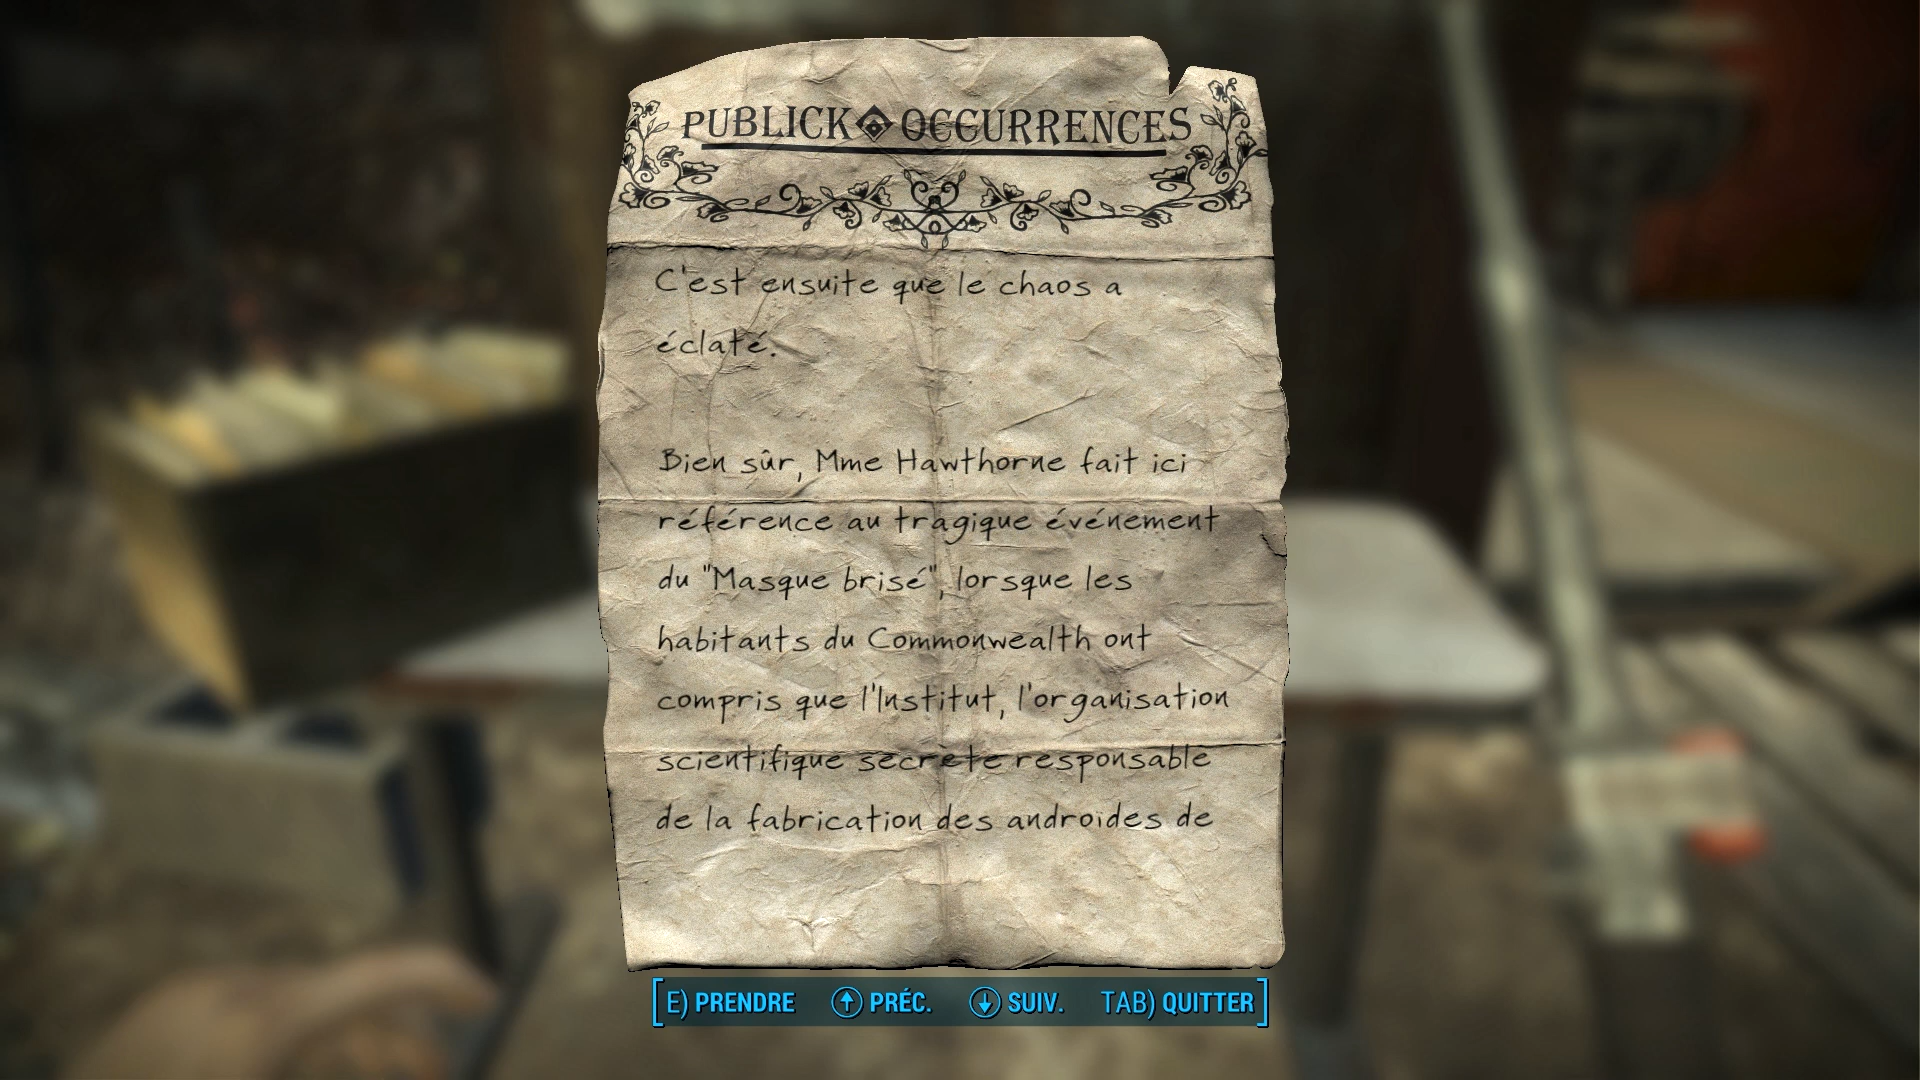 PUBLICK OCCURRENCES
C'est ensuite que le chaos a
éclaté.
Bien sûr, Mme Hawthorne fait ici
référence au tragique événement
du "Masque brisé", lorsque les
habitants du Commonwealth ont
compris que l'Institut, l'organisation
scientifique secrète responsable
de la fabrication des androïdes de
E) PRENDRE PRÉC. SUIV. TAB) QUITTER